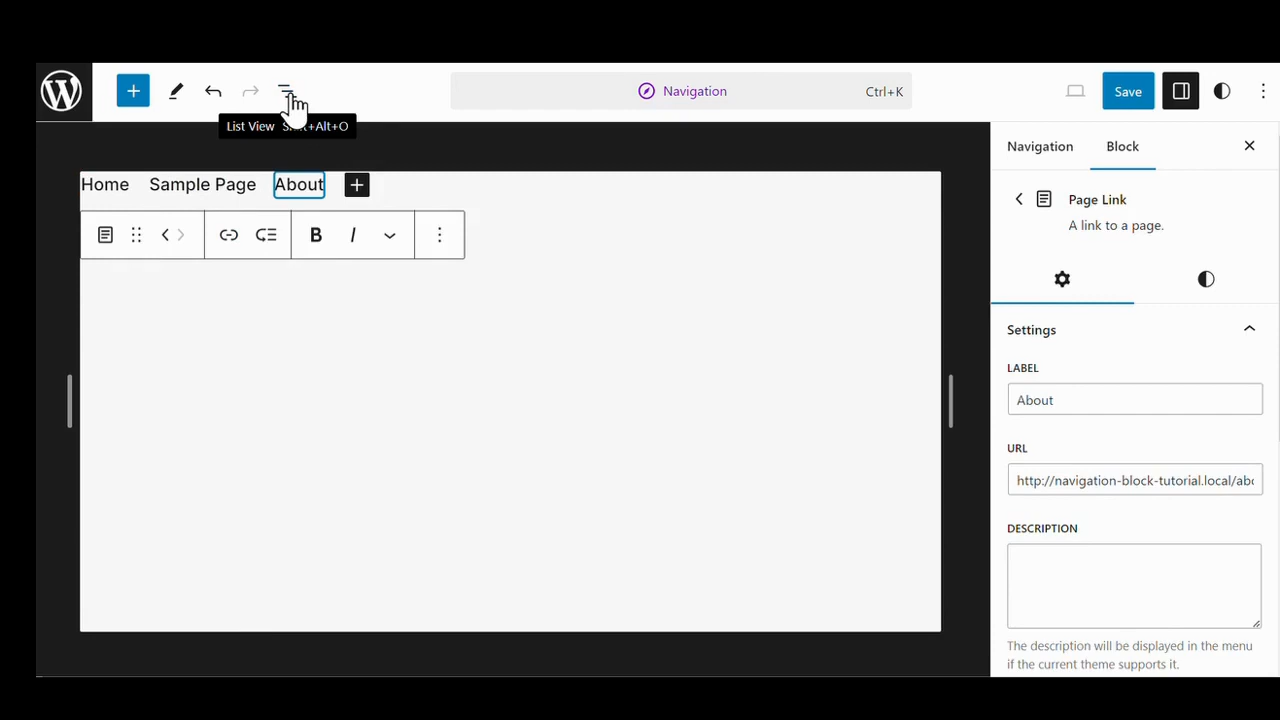 Navigation
Ctrl+K
Save
List View +Alt+O
Home
Sample Page
About
B
I
Navigation
Block
Page Link
A link to a page.
Settings
LABEL
About
URL
http://navigation-block-tutorial.local/abo
DESCRIPTION
The description will be displayed in the menu
if the current theme supports it.